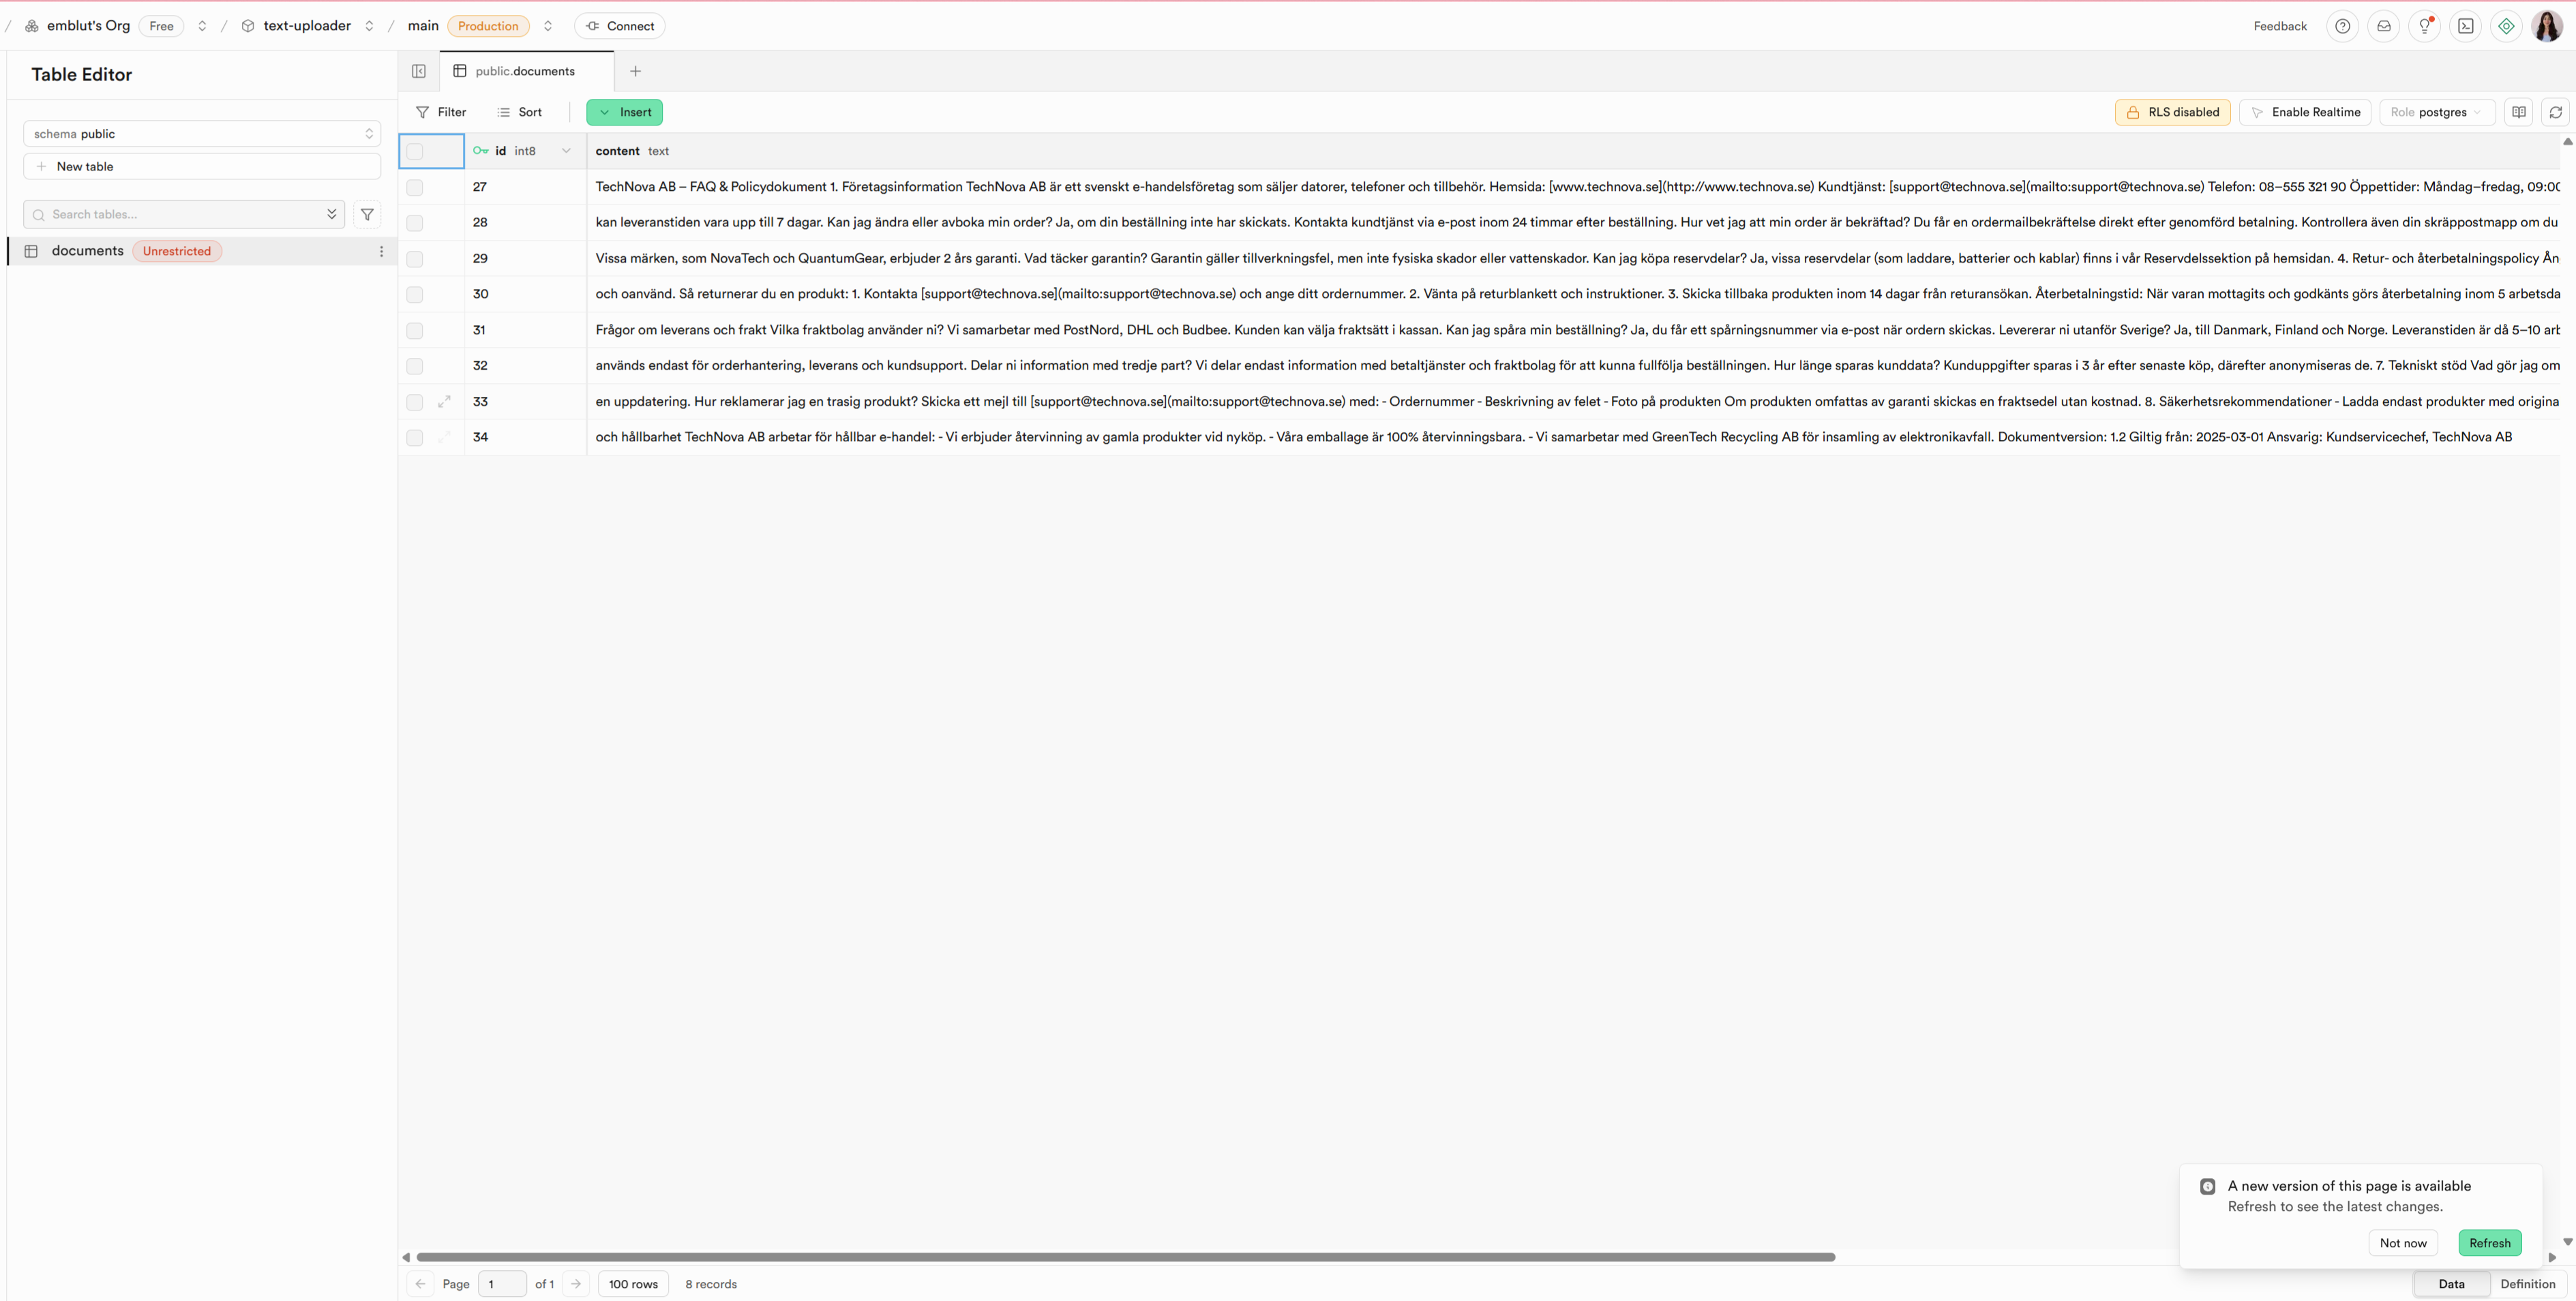 / emblut's Org Free / text-uploader / main Production Connect Feedback
Table Editor
public.documents
Filter Sort Insert RLS disabled Enable Realtime Role postgres
schema public
New table
Search tables...
documents Unrestricted
id int8 content text
27 TechNova AB – FAQ & Policydokument 1. Företagsinformation TechNova AB är ett svenskt e-handelsföretag som säljer datorer, telefoner och tillbehör. Hemsida: [www.technova.se](http://www.technova.se) Kundtjänst: [support@technova.se](mailto:support@technova.se) Telefon: 08–555 321 90 Öppettider: Måndag–fredag, 09:00
28 kan leveranstiden vara upp till 7 dagar. Kan jag ändra eller avboka min order? Ja, om din beställning inte har skickats. Kontakta kundtjänst via e-post inom 24 timmar efter beställning. Hur vet jag att min order är bekräftad? Du får en ordermailbekräftelse direkt efter genomförd betalning. Kontrollera även din skräppostmapp om du
29 Vissa märken, som NovaTech och QuantumGear, erbjuder 2 års garanti. Vad täcker garantin? Garantin gäller tillverkningsfel, men inte fysiska skador eller vattenskador. Kan jag köpa reservdelar? Ja, vissa reservdelar (som laddare, batterier och kablar) finns i vår Reservdelssektion på hemsidan. 4. Retur- och återbetalningspolicy Ån
30 och oanvänd. Så returnerar du en produkt: 1. Kontakta [support@technova.se](mailto:support@technova.se) och ange ditt ordernummer. 2. Vänta på returblankett och instruktioner. 3. Skicka tillbaka produkten inom 14 dagar från returansökan. Återbetalningstid: När varan mottagits och godkänts görs återbetalning inom 5 arbetsda
31 Frågor om leverans och frakt Vilka fraktbolag använder ni? Vi samarbetar med PostNord, DHL och Budbee. Kunden kan välja fraktsätt i kassan. Kan jag spåra min beställning? Ja, du får ett spårningsnummer via e-post när ordern skickas. Levererar ni utanför Sverige? Ja, till Danmark, Finland och Norge. Leveranstiden är då 5–10 arb
32 används endast för orderhantering, leverans och kundsupport. Delar ni information med tredje part? Vi delar endast information med betaltjänster och fraktbolag för att kunna fullfölja beställningen. Hur länge sparas kunddata? Kunduppgifter sparas i 3 år efter senaste köp, därefter anonymiseras de. 7. Tekniskt stöd Vad gör jag om
33 en uppdatering. Hur reklamerar jag en trasig produkt? Skicka ett mejl till [support@technova.se](mailto:support@technova.se) med: - Ordernummer - Beskrivning av felet - Foto på produkten Om produkten omfattas av garanti skickas en fraktsedel utan kostnad. 8. Säkerhetsrekommendationer - Ladda endast produkter med origina
34 och hållbarhet TechNova AB arbetar för hållbar e-handel: - Vi erbjuder återvinning av gamla produkter vid nyköp. - Våra emballage är 100% återvinningsbara. - Vi samarbetar med GreenTech Recycling AB för insamling av elektronikavfall. Dokumentversion: 1.2 Giltig från: 2025-03-01 Ansvarig: Kundservicechef, TechNova AB
A new version of this page is available
Refresh to see the latest changes.
Not now Refresh
Page 1 of 1 100 rows 8 records Data Definition